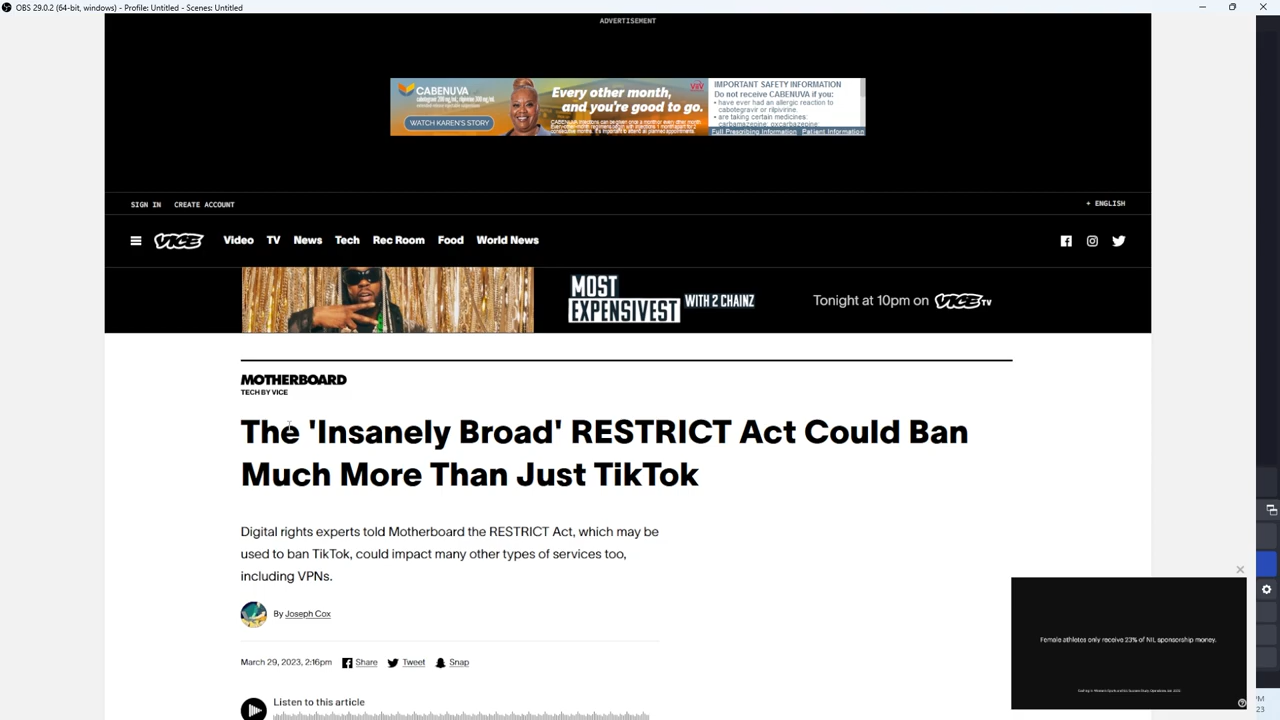 OBS 29.0.2 (64-bit, windows) - Profile: Untitled - Scenes: Untitled
ADVERTISEMENT
CABENUVA
WATCH KAREN'S STORY
Every other month,
and you're good to go.
IMPORTANT SAFETY INFORMATION
Do not receive CABENUVA if you:
• have ever had an allergic reaction to
cabotegravir or rilpivirine.
• are taking certain medicines:
carbamazepine; oxcarbazepine;
Full Prescribing Information Patient Information
SIGN IN CREATE ACCOUNT
+ ENGLISH
VICE Video TV News Tech Rec Room Food World News
MOST
EXPENSIVEST WITH 2 CHAINZ
Tonight at 10pm on VICE TV
MOTHERBOARD
TECH BY VICE
The 'Insanely Broad' RESTRICT Act Could Ban
Much More Than Just TikTok
Digital rights experts told Motherboard the RESTRICT Act, which may be
used to ban TikTok, could impact many other types of services too,
including VPNs.
By Joseph Cox
March 29, 2023, 2:16pm Share Tweet Snap
Listen to this article
Female athletes only receive 23% of NIL sponsorship money.
PM
23